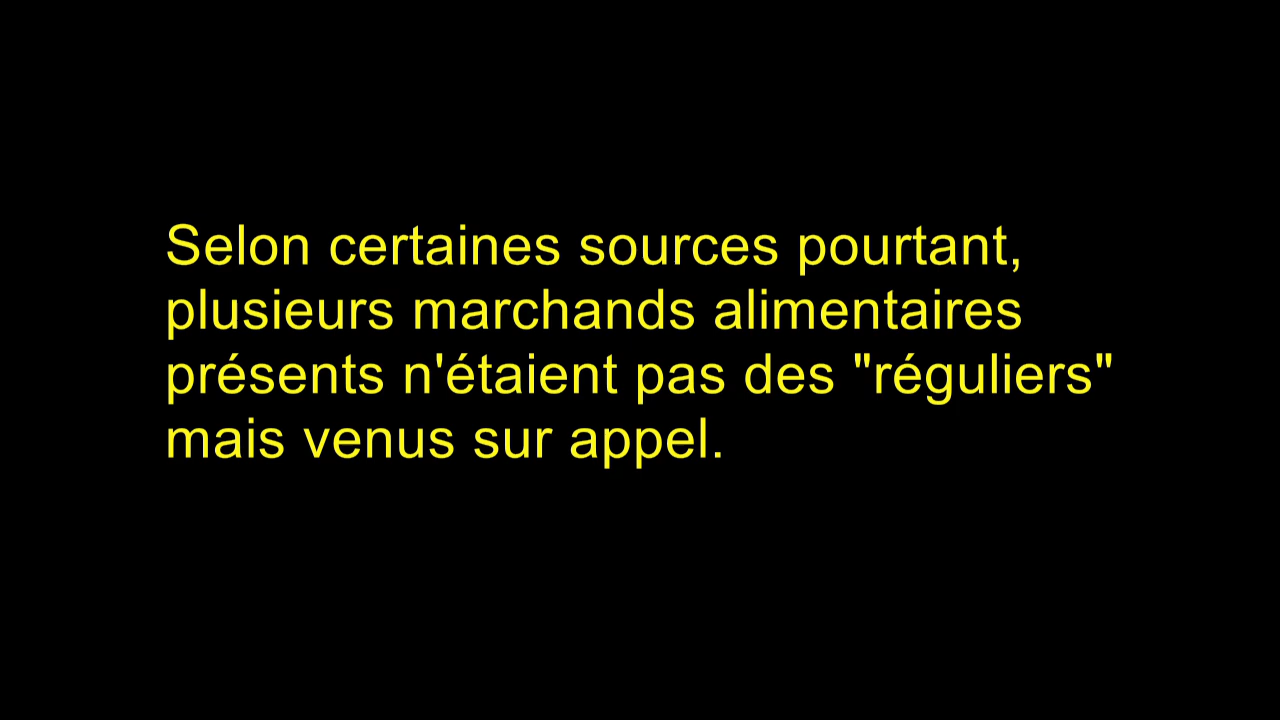 Selon certaines sources pourtant,
plusieurs marchands alimentaires
présents n'étaient pas des "réguliers"
mais venus sur appel.